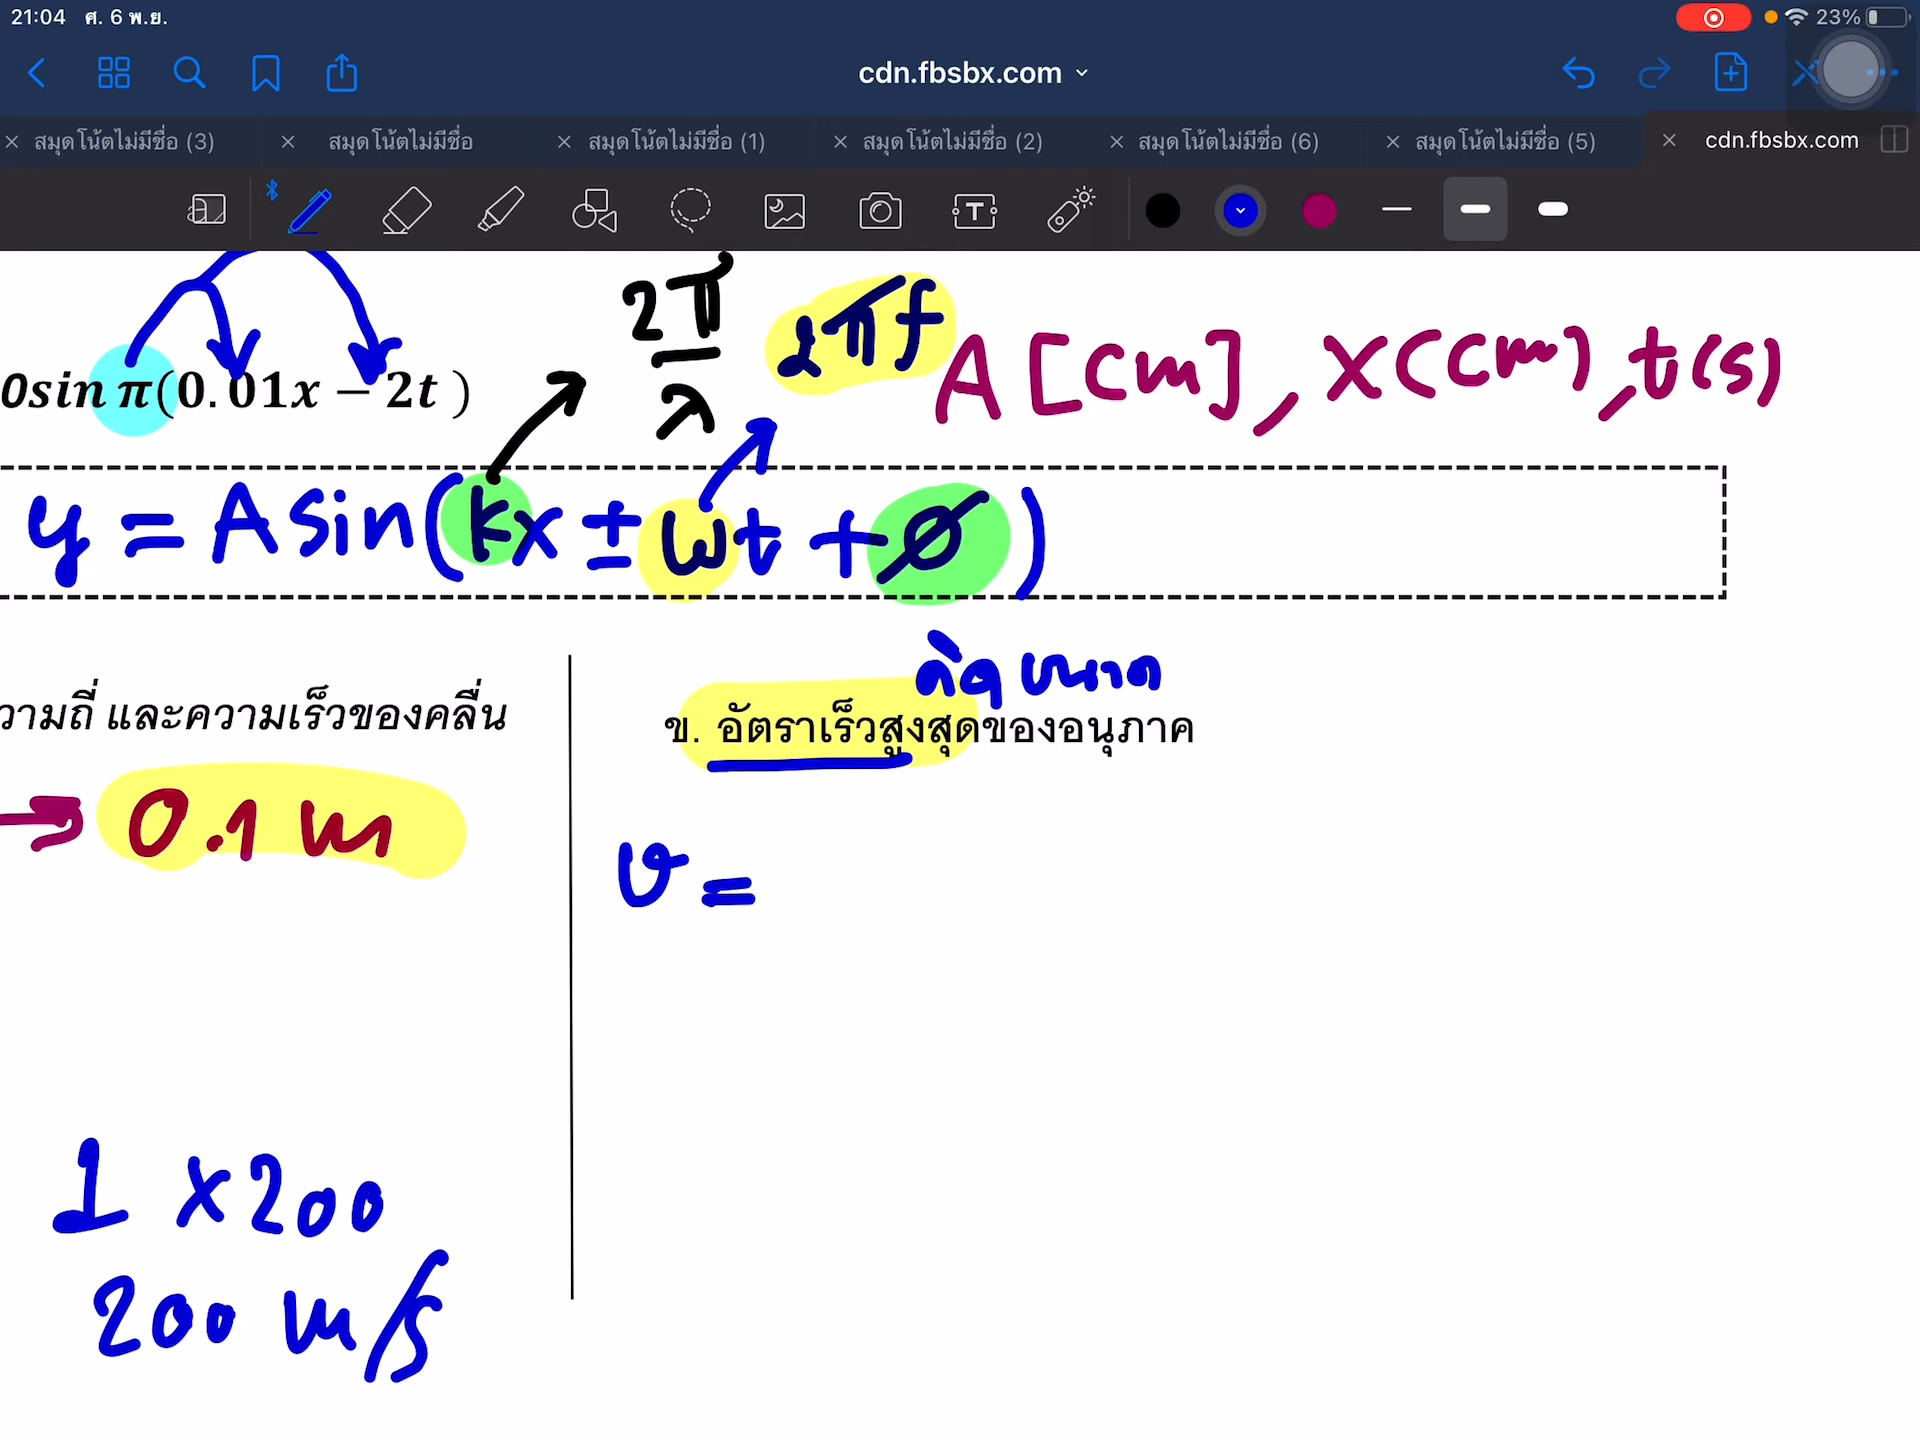 21:04 ศ. 6 พ.ย.
23%
cdn.fbsbx.com
สมุดโน้ตไม่มีชื่อ (3)
สมุดโน้ตไม่มีชื่อ
สมุดโน้ตไม่มีชื่อ (1)
สมุดโน้ตไม่มีชื่อ (2)
สมุดโน้ตไม่มีชื่อ (6)
สมุดโน้ตไม่มีชื่อ (5)
cdn.fbsbx.com
0sin π(0.01x − 2t )
2π/λ
2πf
A [cm], x(cm), t(s)
y = A sin(kx ± ωt + ø)
คิดขนาด
วามถี่ และความเร็วของคลื่น
ข. อัตราเร็วสูงสุดของอนุภาค
0.1 m
v =
1 x 200
200 m/s